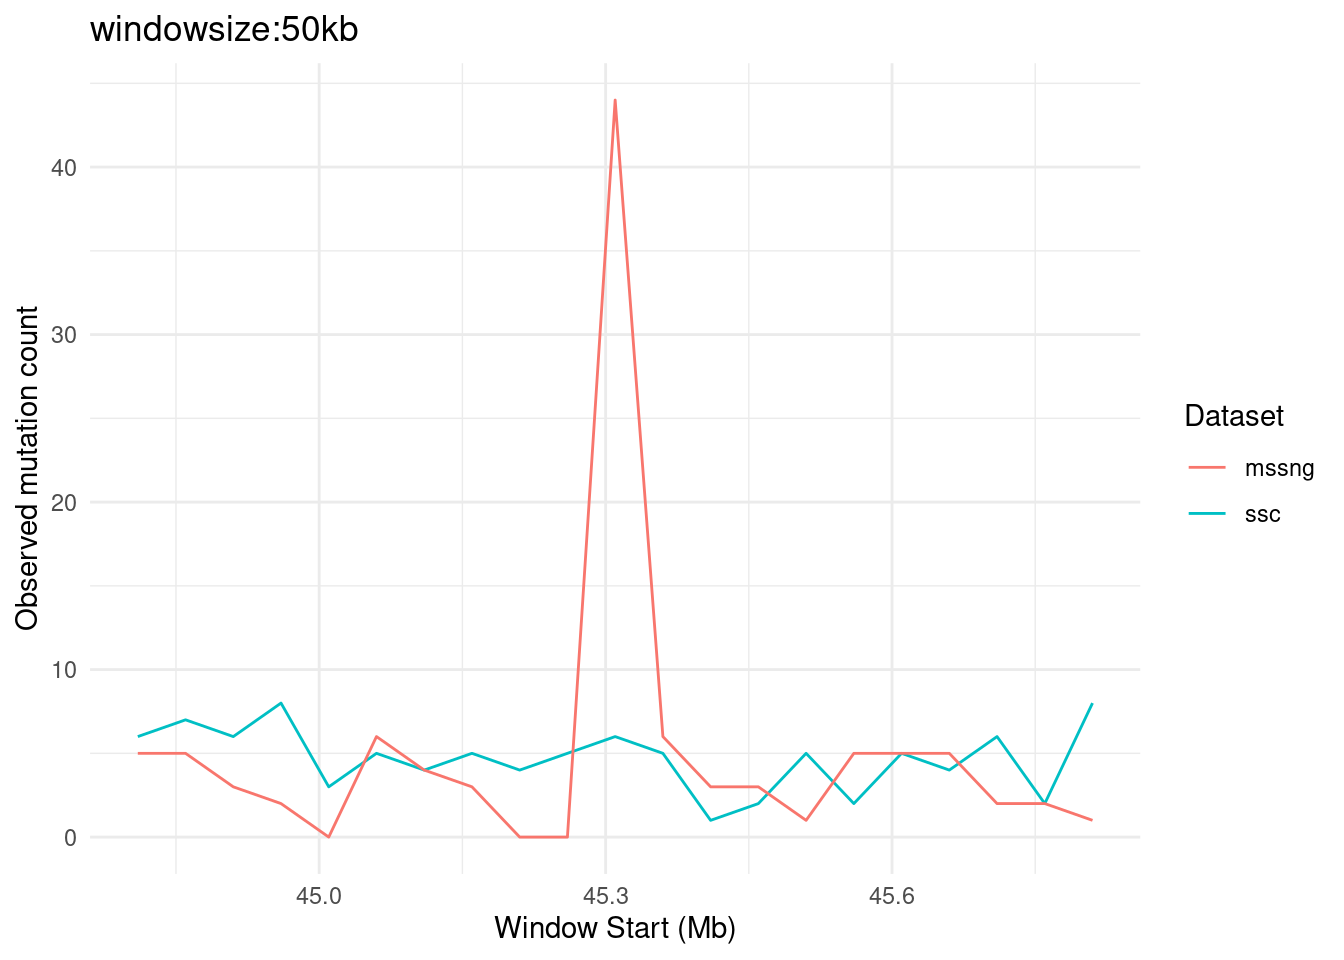 windowsize:50kb
Observed mutation count
40
30
20
10
0
45.0
45.3
45.6
Window Start (Mb)
Dataset
mssng
ssc